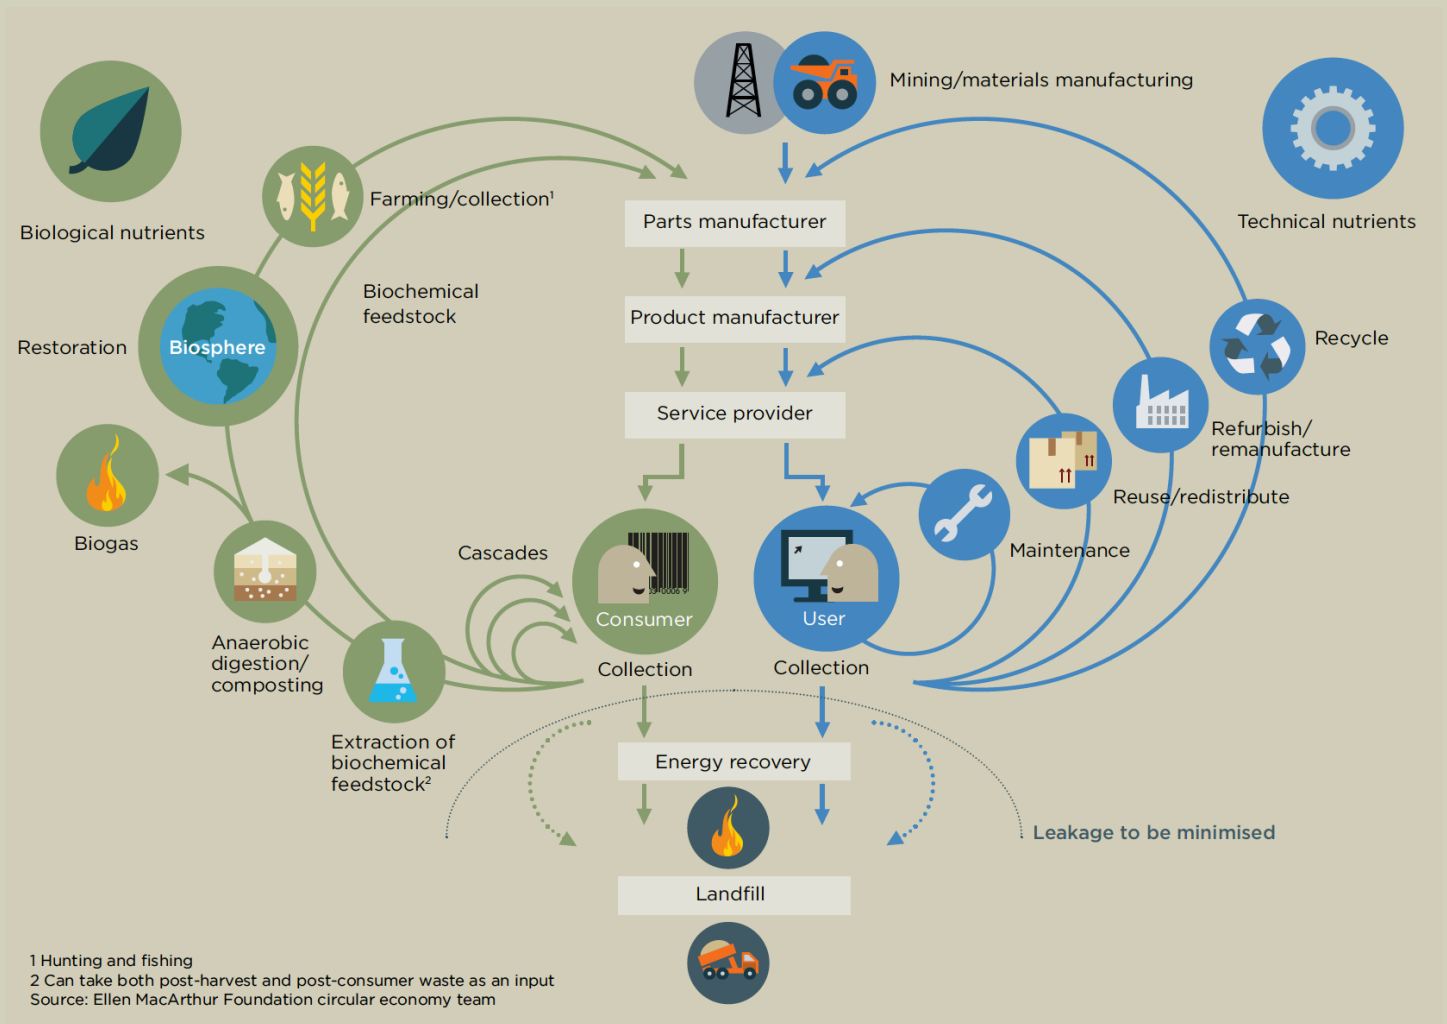 Mining/materials manufacturing
Biological nutrients
Technical nutrients
Farming/collection¹
Parts manufacturer
Biochemical
feedstock
Product manufacturer
Restoration
Biosphere
Recycle
Service provider
Refurbish/
remanufacture
Reuse/redistribute
Biogas
Cascades
Maintenance
Consumer
User
Anaerobic
digestion/
composting
Collection
Collection
Extraction of
biochemical
feedstock²
Energy recovery
Leakage to be minimised
Landfill
1 Hunting and fishing
2 Can take both post-harvest and post-consumer waste as an input
Source: Ellen MacArthur Foundation circular economy team